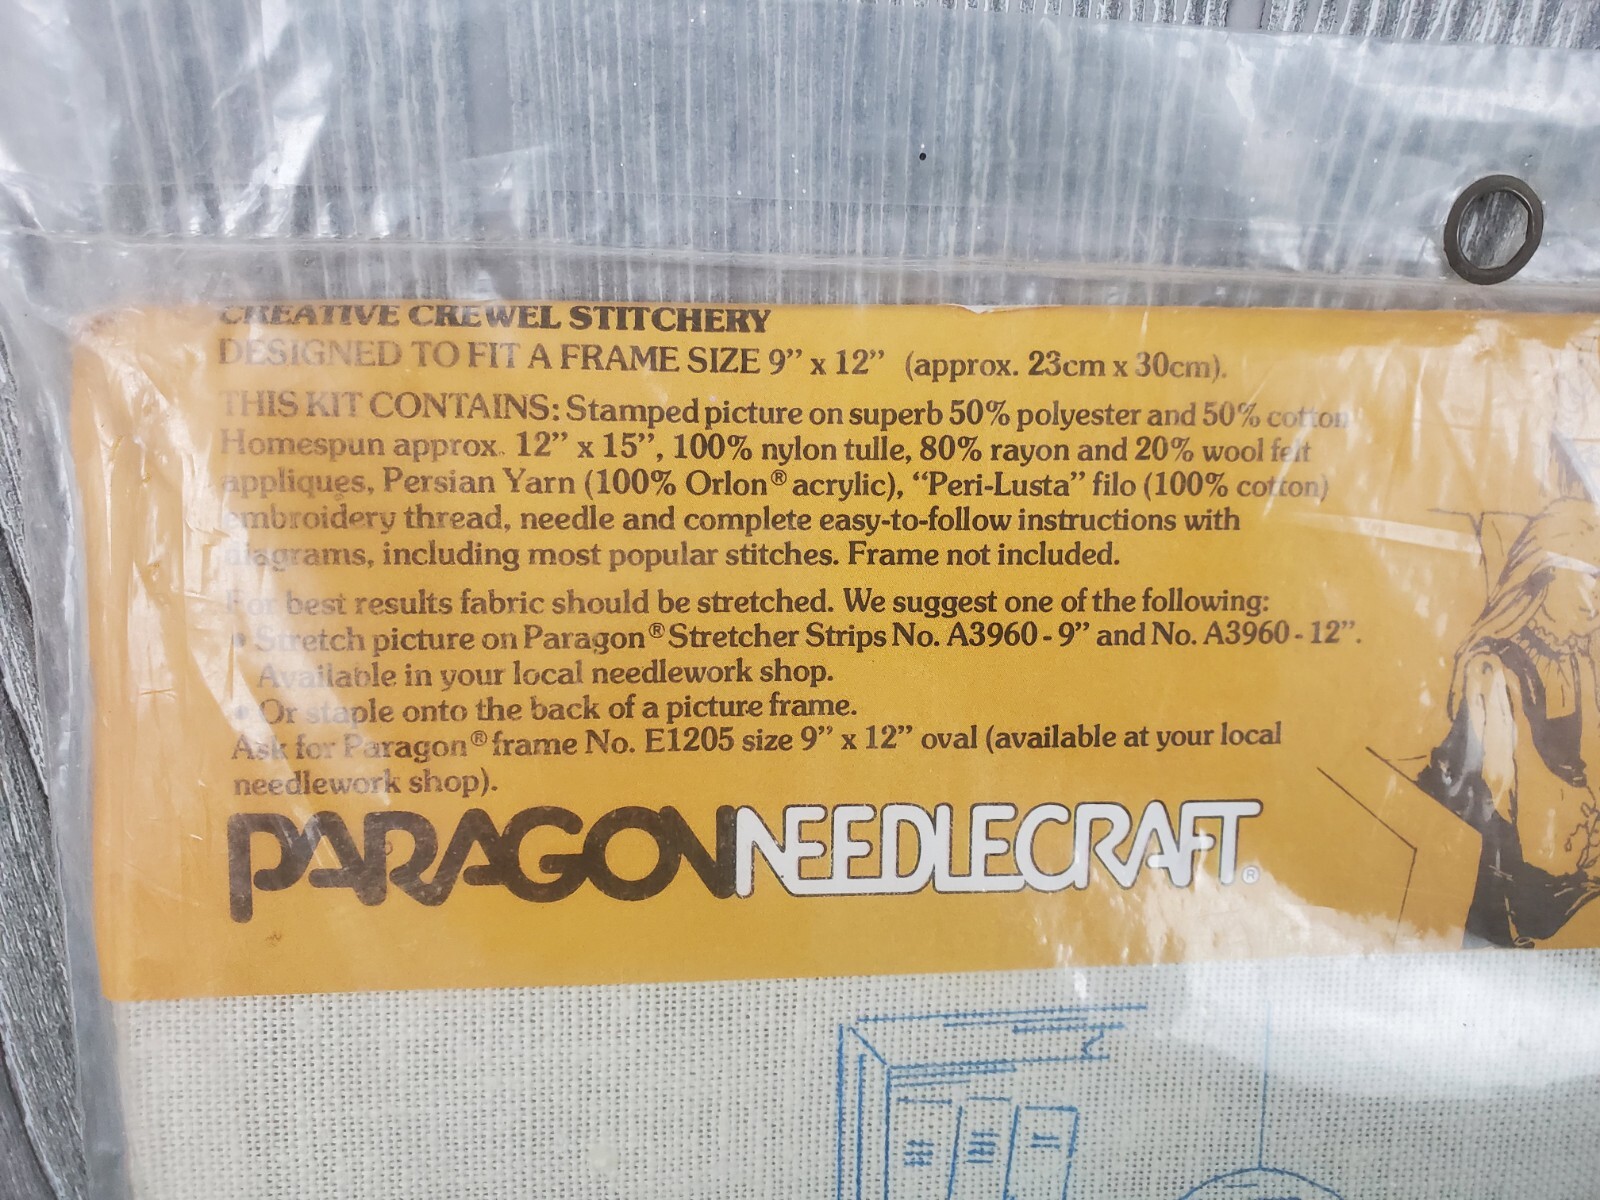 CREATIVE CREWEL STITCHERY
DESIGNED TO FIT A FRAME SIZE 9” x 12” (approx. 23cm x 30cm).
THIS KIT CONTAINS: Stamped picture on superb 50% polyester and 50% cotton
Homespun approx. 12” x 15”, 100% nylon tulle, 80% rayon and 20% wool felt
appliques, Persian Yarn (100% Orlon® acrylic), “Peri-Lusta” filo (100% cotton)
embroidery thread, needle and complete easy-to-follow instructions with
diagrams, including most popular stitches. Frame not included.
For best results fabric should be stretched. We suggest one of the following:
• Stretch picture on Paragon® Stretcher Strips No. A3960 - 9” and No. A3960 - 12”.
Available in your local needlework shop.
• Or staple onto the back of a picture frame.
Ask for Paragon® frame No. E1205 size 9” x 12” oval (available at your local
needlework shop).
PARAGON NEEDLECRAFT®